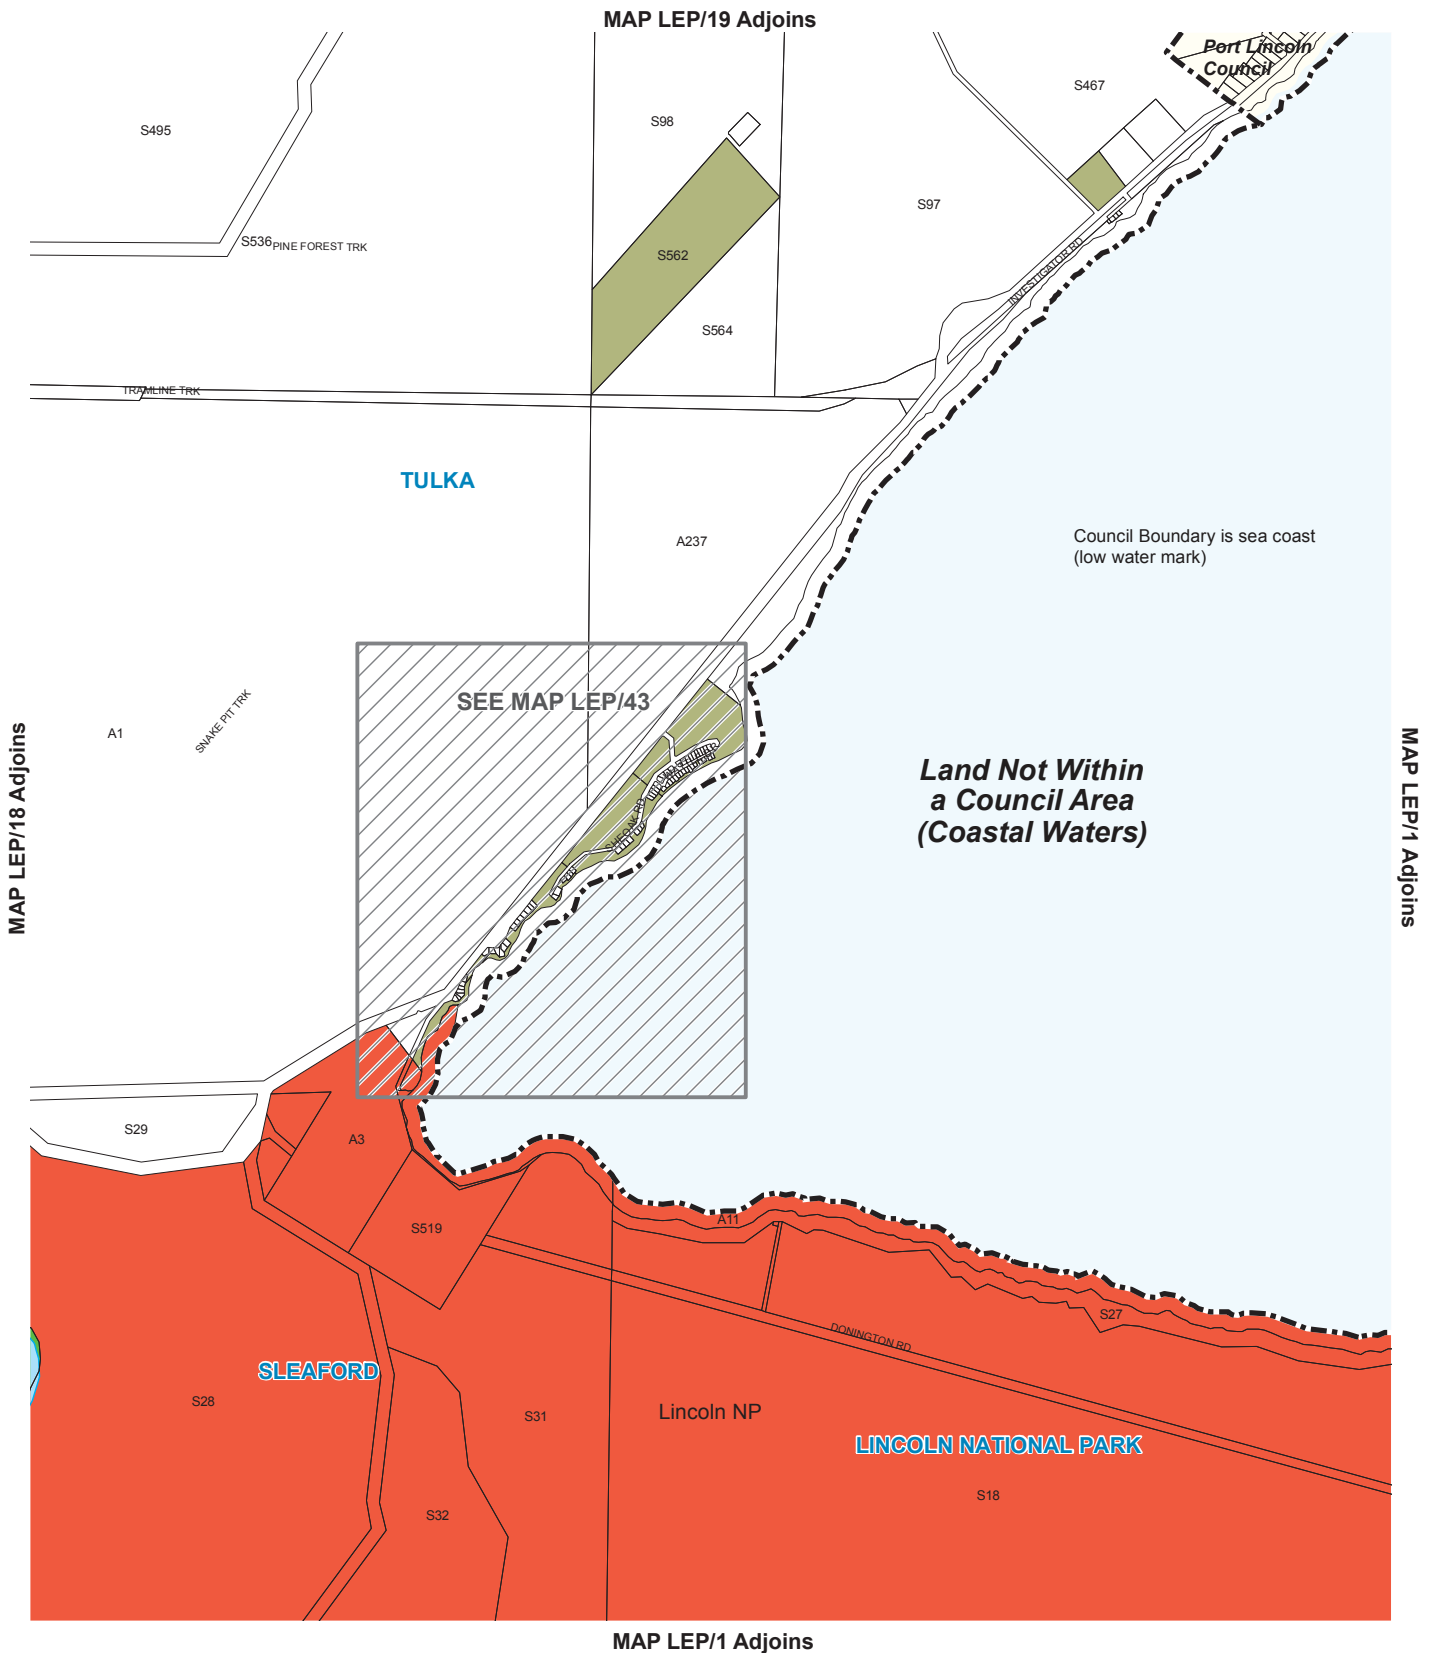 MAP LEP/19 Adjoins
Port Lincoln
Council
S467
S495
S98
S97
S536
PINE FOREST TRK
S562
INVESTIGATOR RD
S564
TRAMLINE TRK
TULKA
A237
Council Boundary is sea coast
(low water mark)
SEE MAP LEP/43
SNAKE PIT TRK
A1
MAP LEP/18 Adjoins
Land Not Within
a Council Area
(Coastal Waters)
MAP LEP/1 Adjoins
SHEOAK RD
S29
A3
S519
A11
S27
DONINGTON RD
SLEAFORD
S28
S31
Lincoln NP
LINCOLN NATIONAL PARK
S18
S32
MAP LEP/1 Adjoins